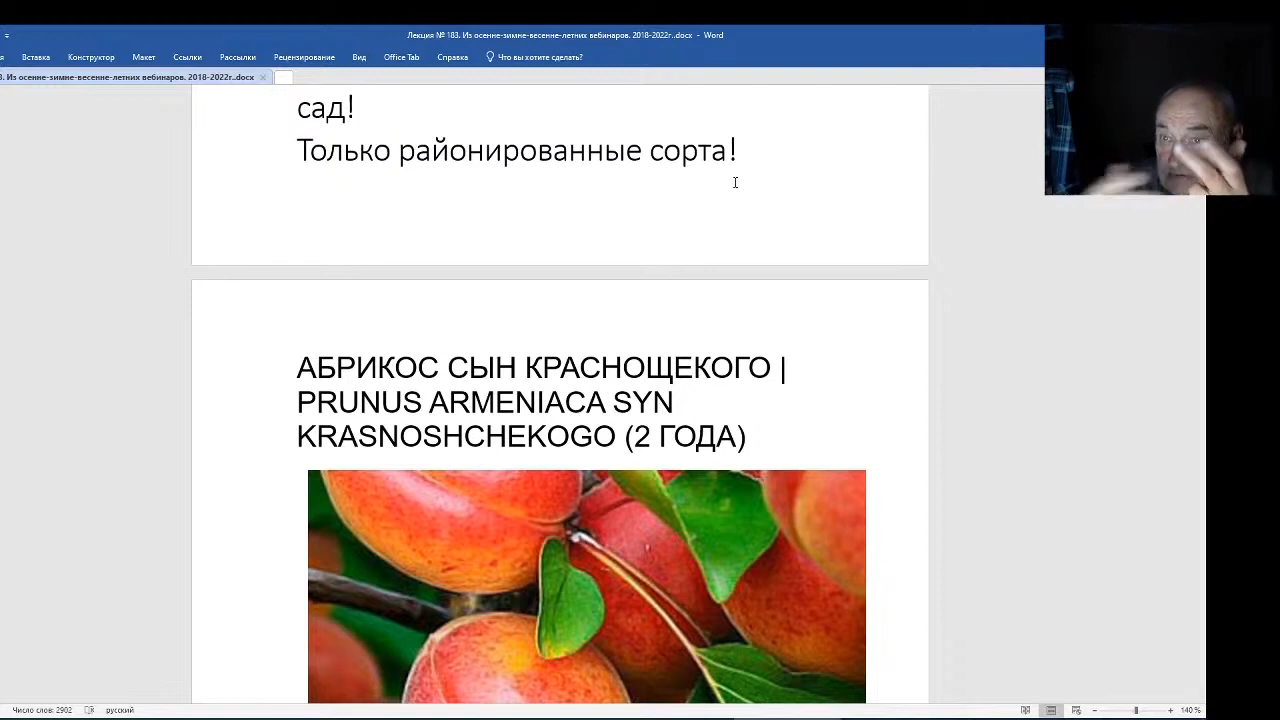 Лекция № 183. Из осенне-зимне-весенне-летних вебинаров. 2018-2022г..docx - Word
Вставка Конструктор Макет Ссылки Рассылки Рецензирование Вид Office Tab Справка Что вы хотите сделать?
3. Из осенне-зимне-весенне-летних вебинаров. 2018-2022г..docx
сад!
Только районированные сорта!
АБРИКОС СЫН КРАСНОЩЕКОГО |
PRUNUS ARMENIACA SYN
KRASNOSHCHEKOGO (2 ГОДА)
Число слов: 2902 русский 140 %